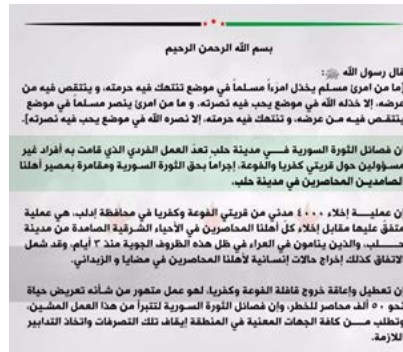 بسم الله الرحمن الرحيم
قال رسول الله ﷺ:
[ما من امرئ مسلم يخذل امرَءاً مسلماً في موضع تنتهك فيه حرمته، و ينتقص فيه من
عرضه، إلا خذله الله في موضع يحب فيه نصرته. و ما من امرئ ينصر مسلماً في موضع
ينتقص فيه من عرضه، و تنتهك فيه حرمته، إلا نصره الله في موضع يحب فيه نصرته].
إن فصائل الثورة السورية في مدينة حلب تعدّ العمل الفردي الذي قامت به أفراد غير
مسؤولين حول قريتي كفريا والفوعة، إجراما بحق الثورة السورية ومقامرة بمصير أهلنا
الصامدين المحاصرين في مدينة حلب.
إن عملية إخلاء ٤٠٠٠ مدني من قريتي الفوعة وكفريا في محافظة إدلب، هي عملية
متفق عليها مقابل إخلاء كل أهلنا المحاصرين في الأحياء الشرقية الصامدة من مدينة
حلب، والذين ينامون في العراء في ظل هذه الظروف الجوية منذ ٣ أيام، وقد شمل
الاتفاق كذلك إخراج حالات إنسانية لأهلنا المحاصرين في مضايا و الزبداني.
إن تعطيل وإعاقة خروج قافلة الفوعة وكفريا، لهو عمل متهور من شأنه تعريض حياة
نحو ٥٠ ألف محاصر للخطر، وإن فصائل الثورة السورية لتتبرأ من هذا العمل المشين،
وتطلب من كافة الجهات المعنية في المنطقة إيقاف تلك التصرفات واتخاذ التدابير
اللازمة.